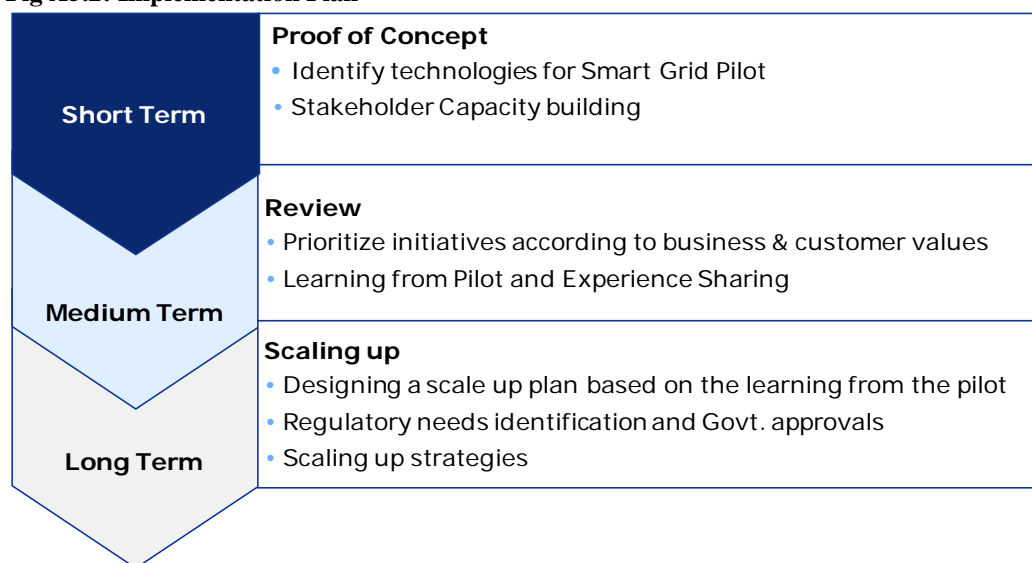 Short Term
Proof of Concept
• Identify technologies for Smart Grid Pilot
• Stakeholder Capacity building
Medium Term
Review
• Prioritize initiatives according to business & customer values
• Learning from Pilot and Experience Sharing
Long Term
Scaling up
• Designing a scale up plan based on the learning from the pilot
• Regulatory needs identification and Govt. approvals
• Scaling up strategies